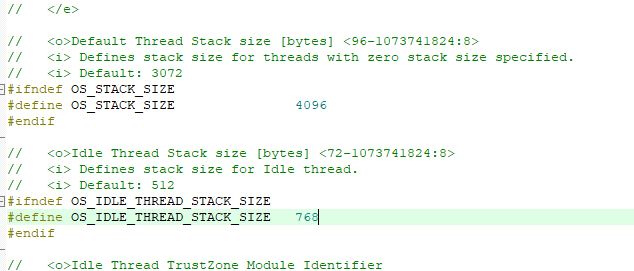 //   </e>
//   <o>Default Thread Stack size [bytes] <96-1073741824:8>
//   <i> Defines stack size for threads with zero stack size specified.
//   <i> Default: 3072
#ifndef OS_STACK_SIZE
#define OS_STACK_SIZE               4096
#endif
//   <o>Idle Thread Stack size [bytes] <72-1073741824:8>
//   <i> Defines stack size for Idle thread.
//   <i> Default: 512
#ifndef OS_IDLE_THREAD_STACK_SIZE
#define OS_IDLE_THREAD_STACK_SIZE   768
#endif
//   <o>Idle Thread TrustZone Module Identifier